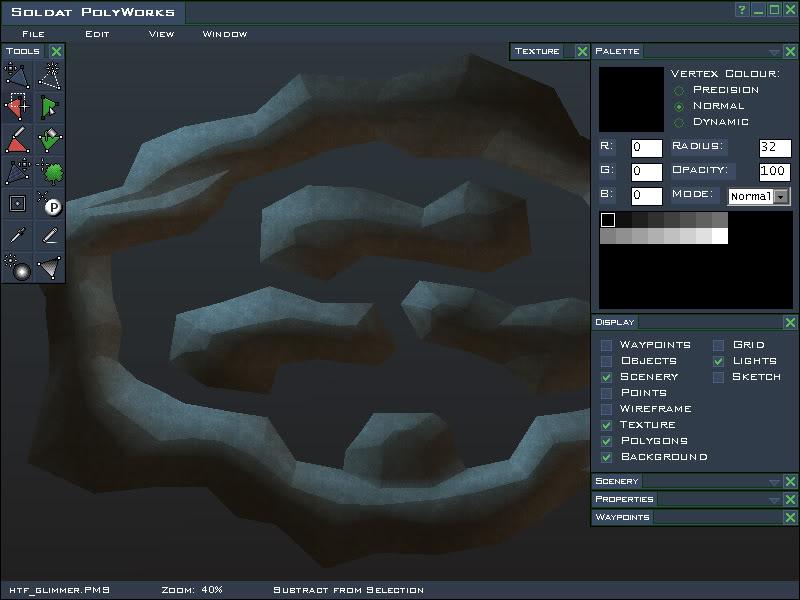 Soldat PolyWorks
?
File Edit View Window
Tools
Texture
Palette
Vertex Colour:
Precision
Normal
Dynamic
R: 0 Radius: 32
G: 0 Opacity: 100
B: 0 Mode: Normal
P
Display
Waypoints Grid
Objects Lights
Scenery Sketch
Points
Wireframe
Texture
Polygons
Background
Scenery
Properties
Waypoints
htf_glimmer.PMS Zoom: 40% Subtract from Selection